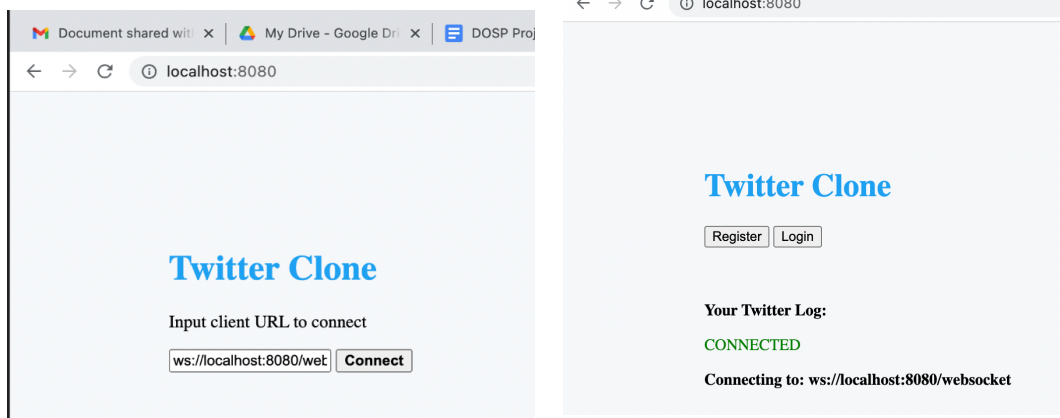 Document shared wit
My Drive - Google Dri
DOSP Proj
localhost:8080
Twitter Clone
Input client URL to connect
ws://localhost:8080/web
Connect
localhost:8080
Twitter Clone
Register Login
Your Twitter Log:
CONNECTED
Connecting to: ws://localhost:8080/websocket